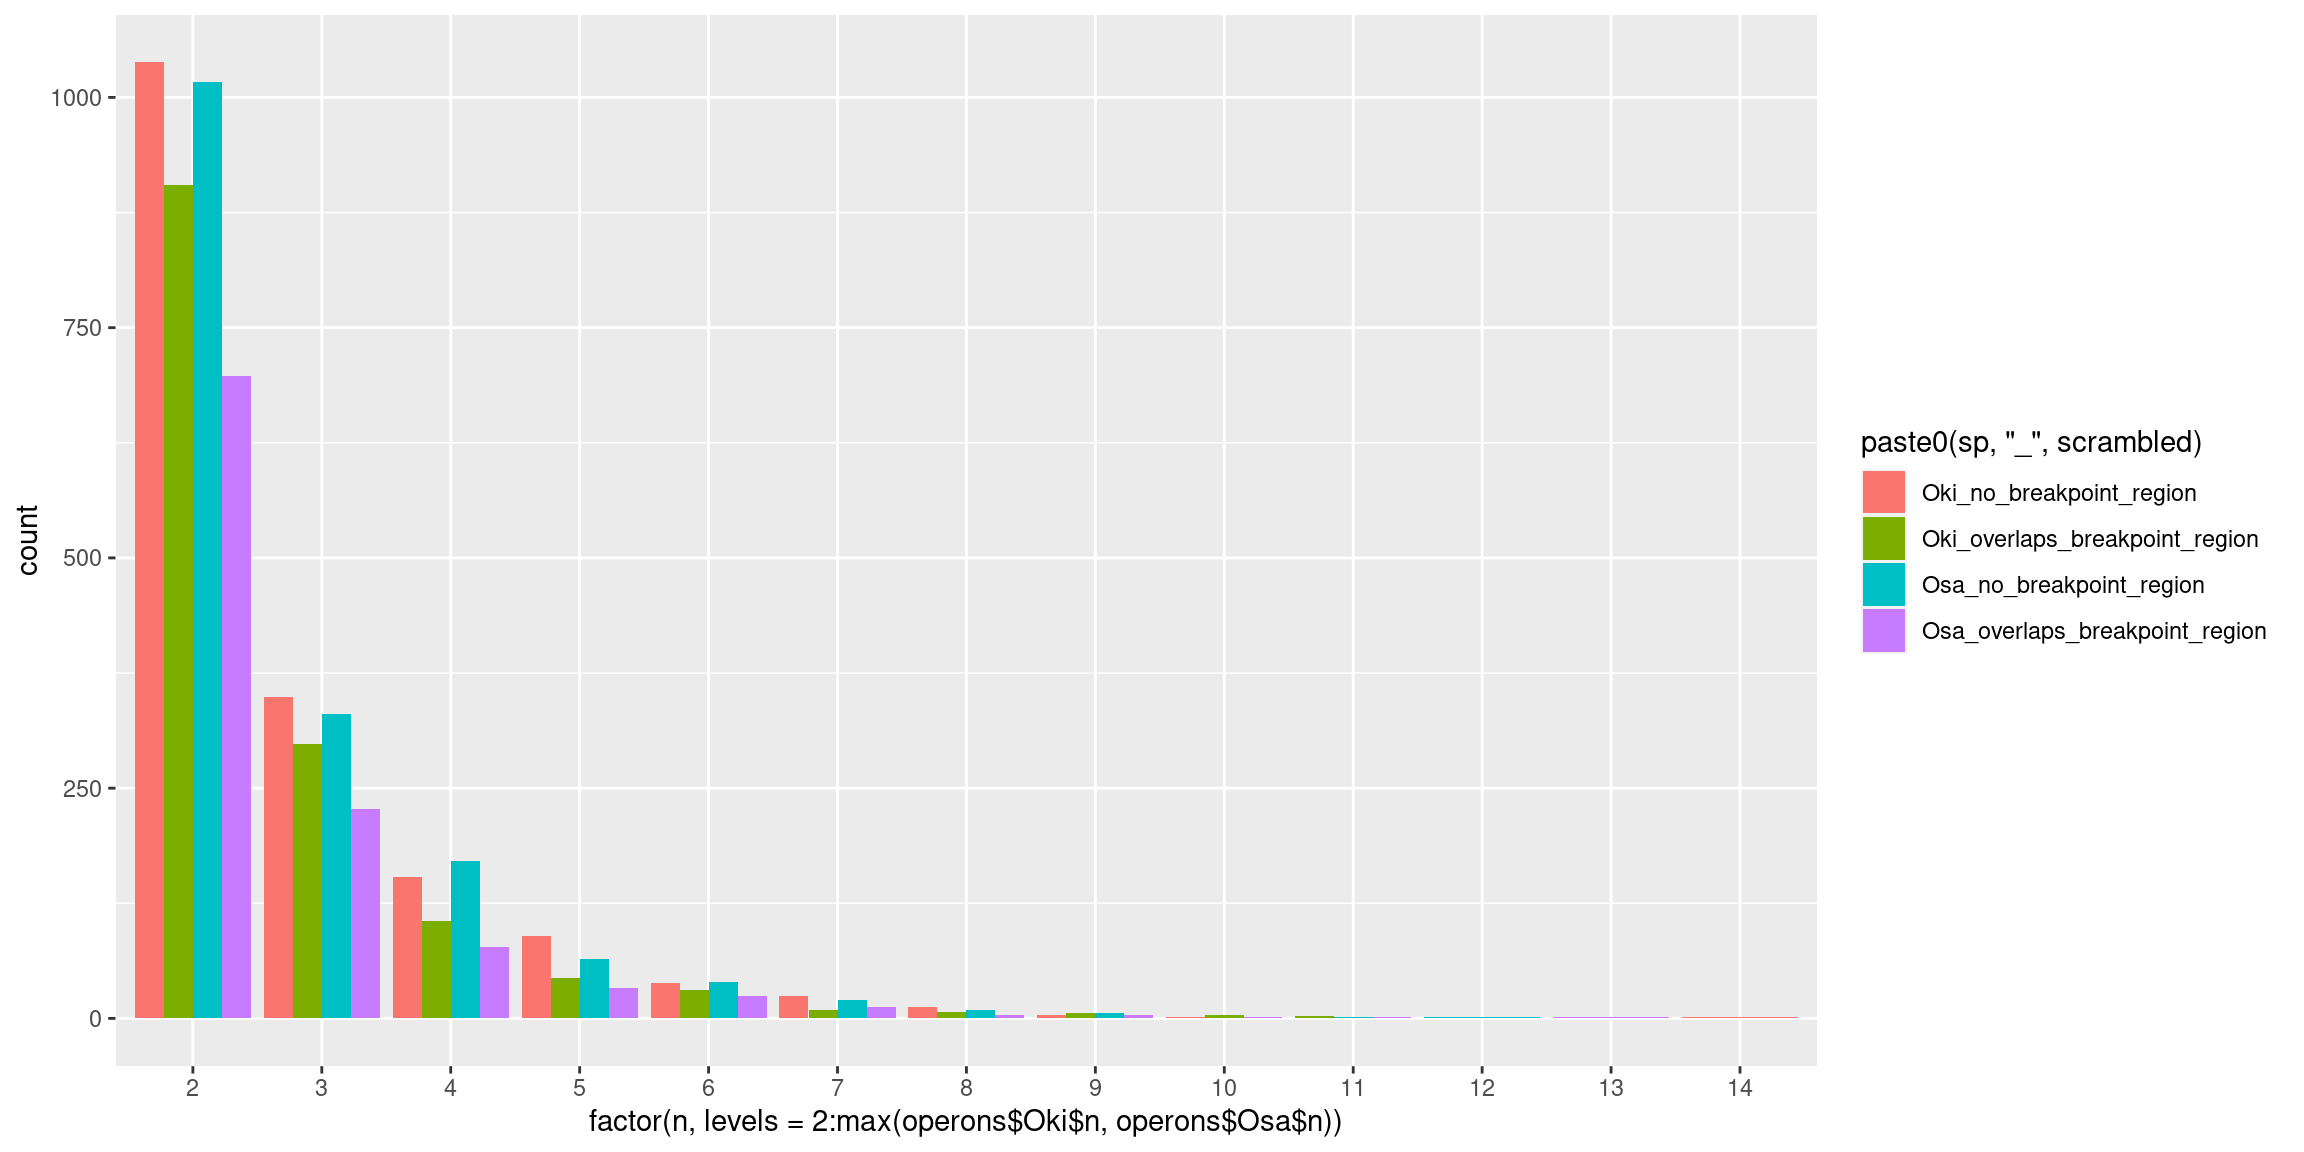 count
1000
750
500
250
0
2 3 4 5 6 7 8 9 10 11 12 13 14
factor(n, levels = 2:max(operons$Oki$n, operons$Osa$n))
paste0(sp, "_", scrambled)
Oki_no_breakpoint_region
Oki_overlaps_breakpoint_region
Osa_no_breakpoint_region
Osa_overlaps_breakpoint_region